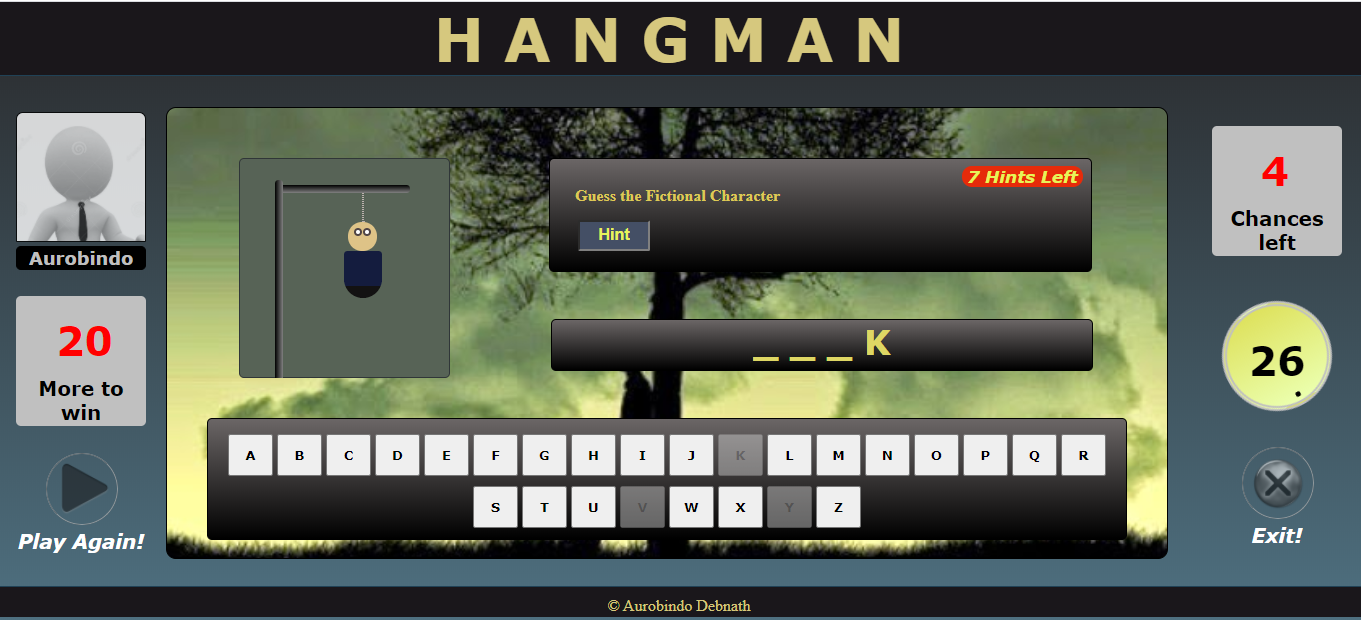 H A N G M A N
Aurobindo
20
More to
win
Play Again!
7 Hints Left
Guess the Fictional Character
Hint
_ _ _ K
A B C D E F G H I J K L M N O P Q R
S T U V W X Y Z
4
Chances
left
26
Exit!
© Aurobindo Debnath